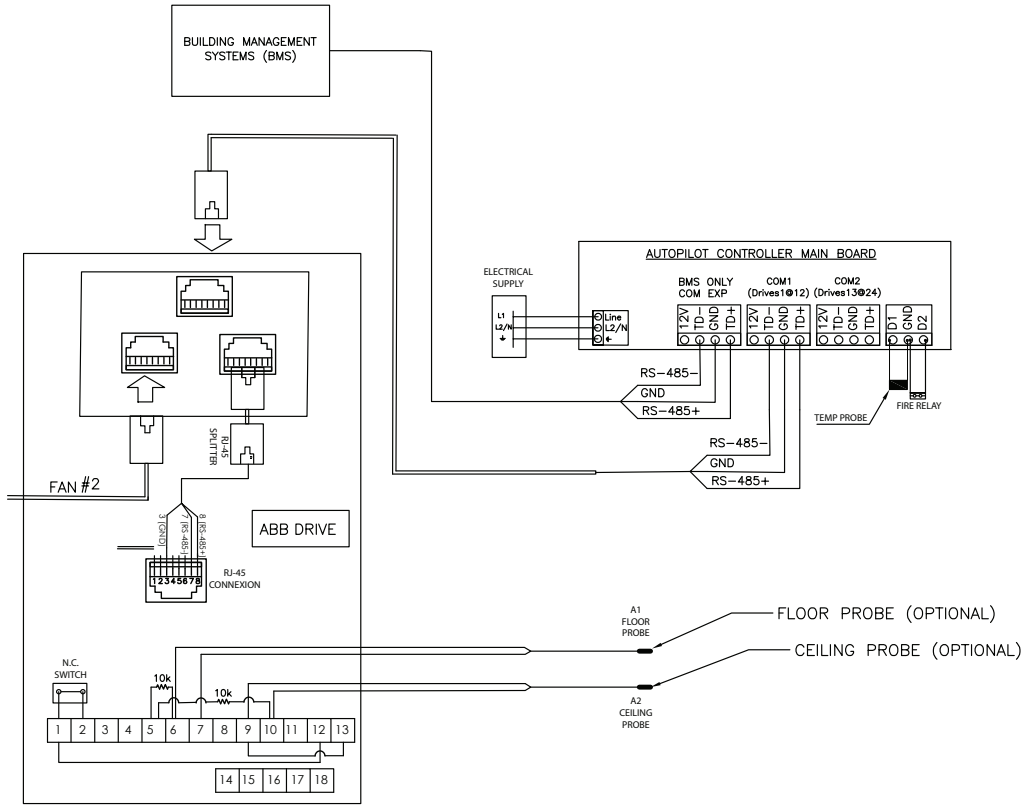 BUILDING MANAGEMENT
SYSTEMS (BMS)
AUTOPILOT CONTROLLER MAIN BOARD
ELECTRICAL
SUPPLY
L1
L2/N
Line
L2/N
BMS ONLY
COM EXP
COM1
(Drives1@12)
COM2
(Drives13@24)
12V
TD-
GND
TD+
12V
TD-
GND
TD+
12V
TD-
GND
TD+
D1
GND
D2
RS-485-
GND
RS-485+
TEMP PROBE
FIRE RELAY
RS-485-
GND
RS-485+
RJ-45
SPLITTER
FAN #2
3 (GND)
7 (RS-485-)
8 (RS-485+)
ABB DRIVE
12345678
RJ-45
CONNEXION
A1
FLOOR
PROBE
FLOOR PROBE (OPTIONAL)
CEILING PROBE (OPTIONAL)
A2
CEILING
PROBE
N.C.
SWITCH
10k
10k
1 2 3 4 5 6 7 8 9 10 11 12 13
14 15 16 17 18